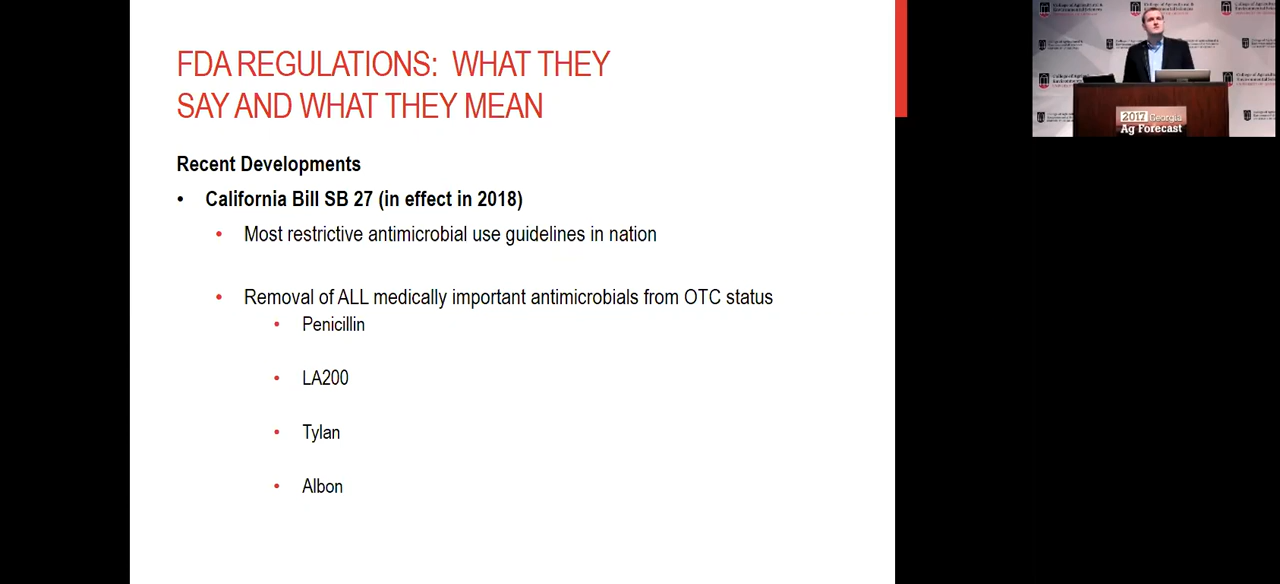 FDA REGULATIONS: WHAT THEY
SAY AND WHAT THEY MEAN
Recent Developments
• California Bill SB 27 (in effect in 2018)
• Most restrictive antimicrobial use guidelines in nation
• Removal of ALL medically important antimicrobials from OTC status
• Penicillin
• LA200
• Tylan
• Albon
2017 Georgia
Ag Forecast